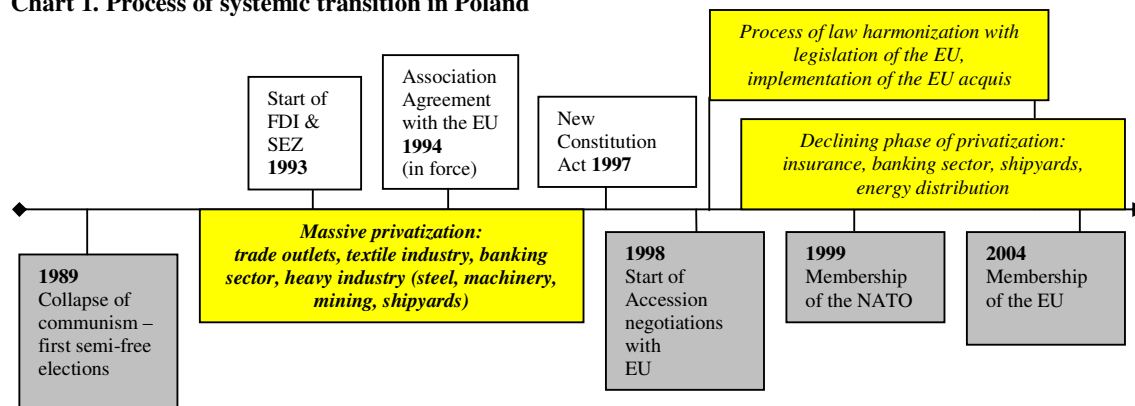 Chart 1. Process of systemic transition in Poland
Process of law harmonization with
legislation of the EU,
implementation of the EU acquis
Association
Agreement
with the EU
1994
(in force)
Start of
FDI &
SEZ
1993
New
Constitution
Act 1997
Declining phase of privatization:
insurance, banking sector, shipyards,
energy distribution
Massive privatization:
trade outlets, textile industry, banking
sector, heavy industry (steel, machinery,
mining, shipyards)
1989
Collapse of
communism –
first semi-free
elections
1998
Start of
Accession
negotiations
with
EU
1999
Membership
of the NATO
2004
Membership
of the EU